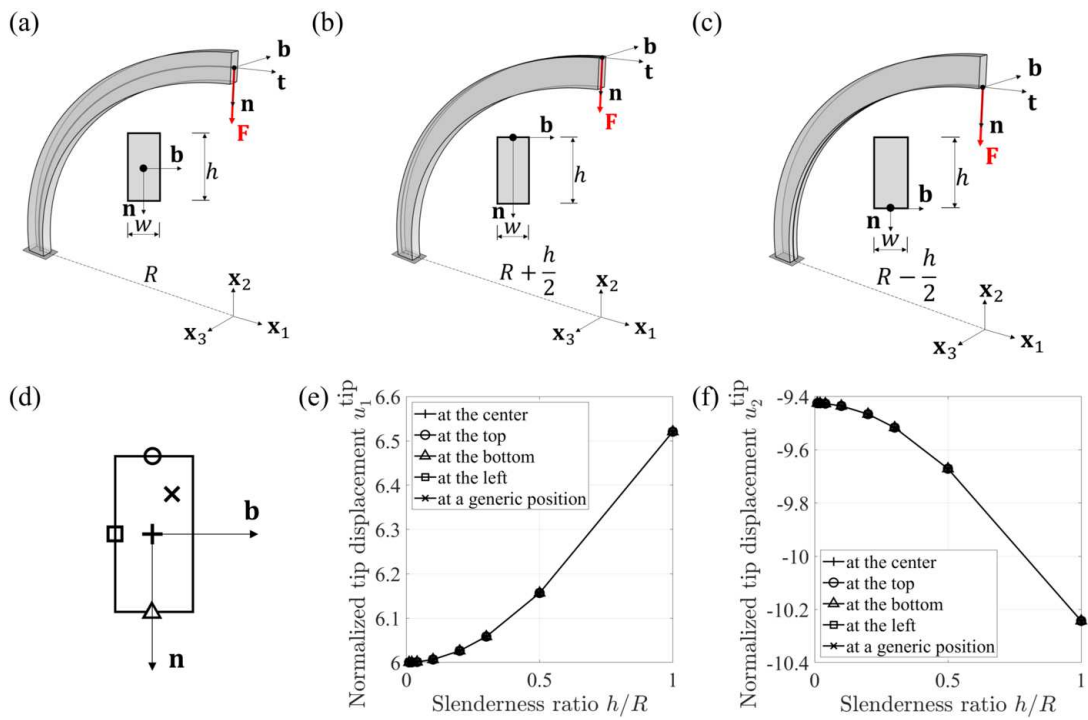 (a)
b
t
n
F
b
h
n
w
R
x₂
x₃
x₁
(b)
b
t
n
F
b
h
n
w
R + h/2
x₂
x₃
x₁
(c)
b
t
n
F
h
n
b
w
R − h/2
x₂
x₃
x₁
(d)
b
n
(e)
Normalized tip displacement u₁ᵗⁱᵖ
6.6
6.5
6.4
6.3
6.2
6.1
6
at the center
at the top
at the bottom
at the left
at a generic position
0
0.5
1
Slenderness ratio h/R
(f)
Normalized tip displacement u₂ᵗⁱᵖ
-9.4
-9.6
-9.8
-10
-10.2
-10.4
at the center
at the top
at the bottom
at the left
at a generic position
0
0.5
1
Slenderness ratio h/R